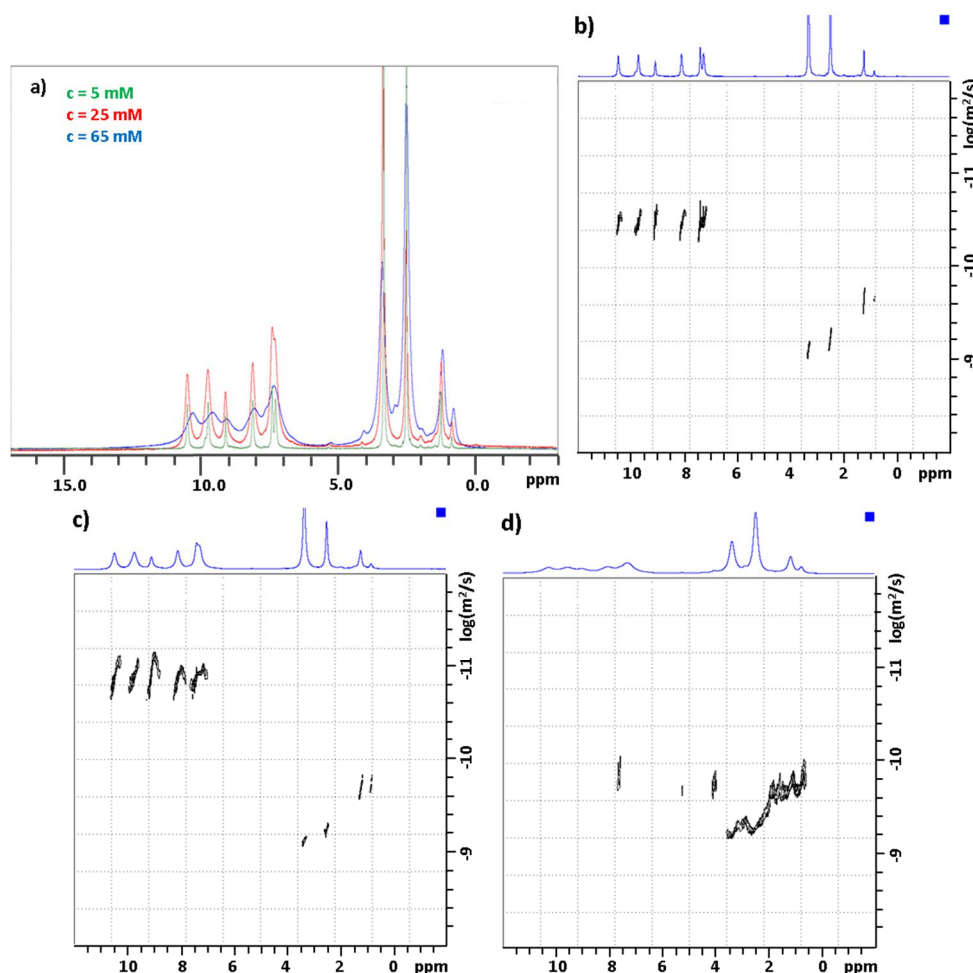 a)
c = 5 mM
c = 25 mM
c = 65 mM
15.0 10.0 5.0 0.0 ppm
b)
log(m²/s)
-11
-10
-9
10 8 6 4 2 0 ppm
c)
log(m²/s)
-11
-10
-9
10 8 6 4 2 0 ppm
d)
log(m²/s)
-11
-10
-9
10 8 6 4 2 0 ppm